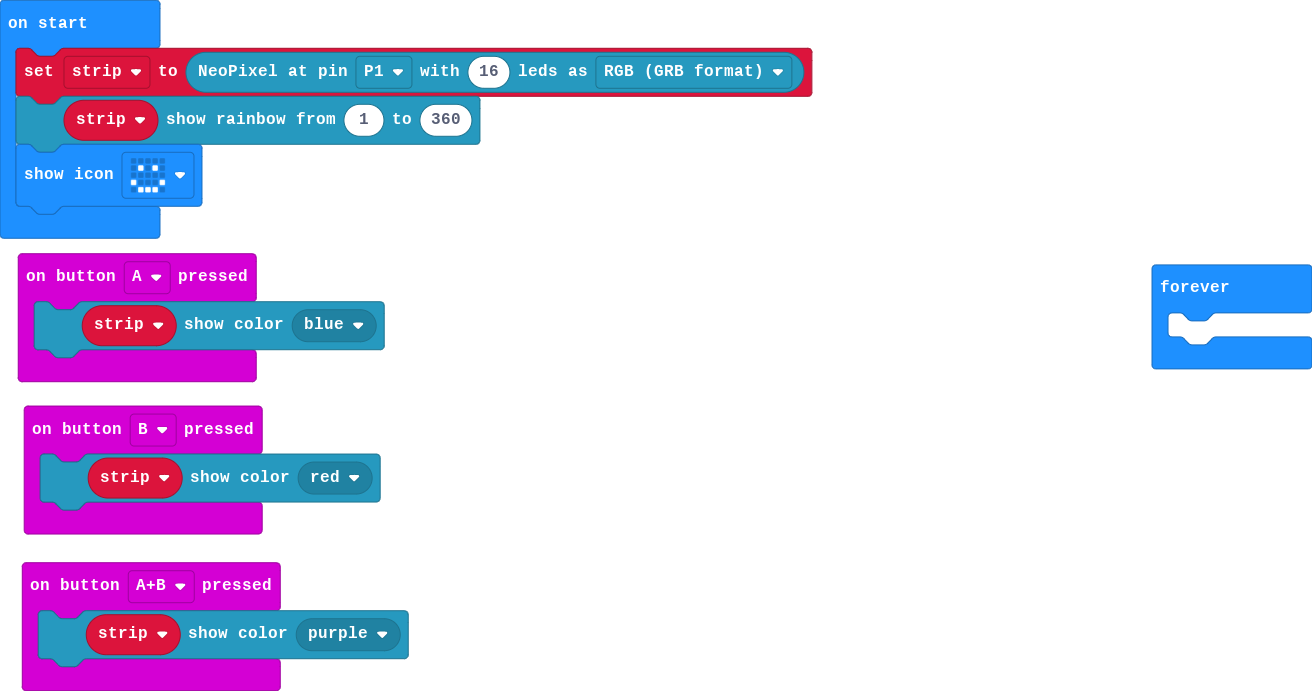 on start
set strip to NeoPixel at pin P1 with 16 leds as RGB (GRB format)
strip show rainbow from 1 to 360
show icon
on button A pressed
strip show color blue
forever
on button B pressed
strip show color red
on button A+B pressed
strip show color purple